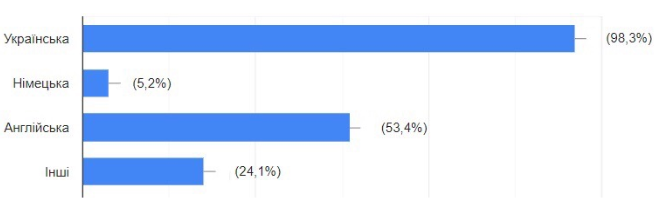 Українська (98,3%)
Німецька (5,2%)
Англійська (53,4%)
Інші (24,1%)